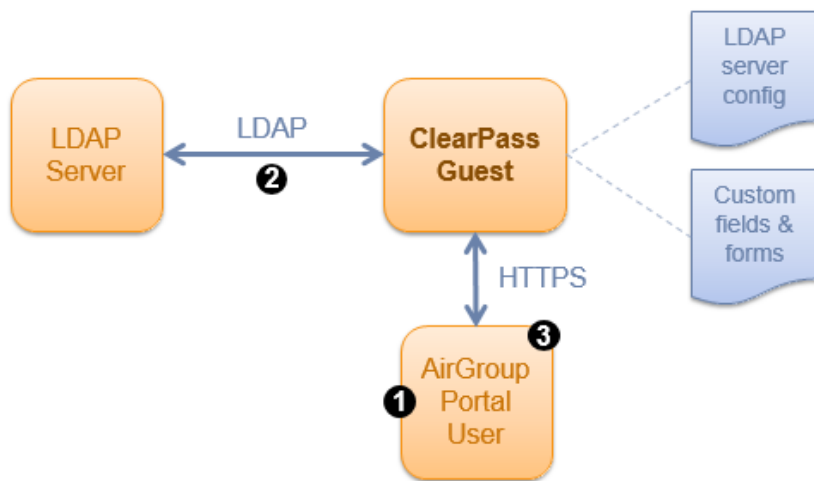 LDAP
server
config
LDAP
Server
LDAP
2
ClearPass
Guest
Custom
fields &
forms
HTTPS
3
1
AirGroup
Portal
User